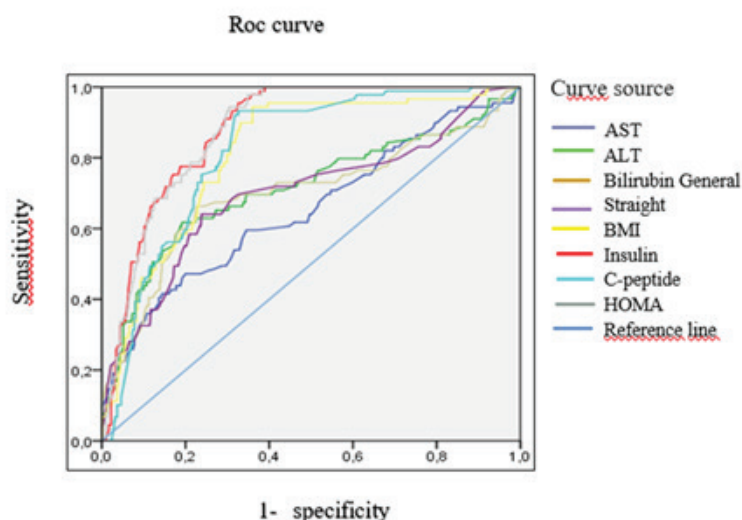 Roc curve
Curve source
AST
ALT
Bilirubin General
Straight
BMI
Insulin
C-peptide
HOMA
Reference line
Sensitivity
1,0
0,8
0,6
0,4
0,2
0,0
0,0 0,2 0,4 0,6 0,8 1,0
1- specificity